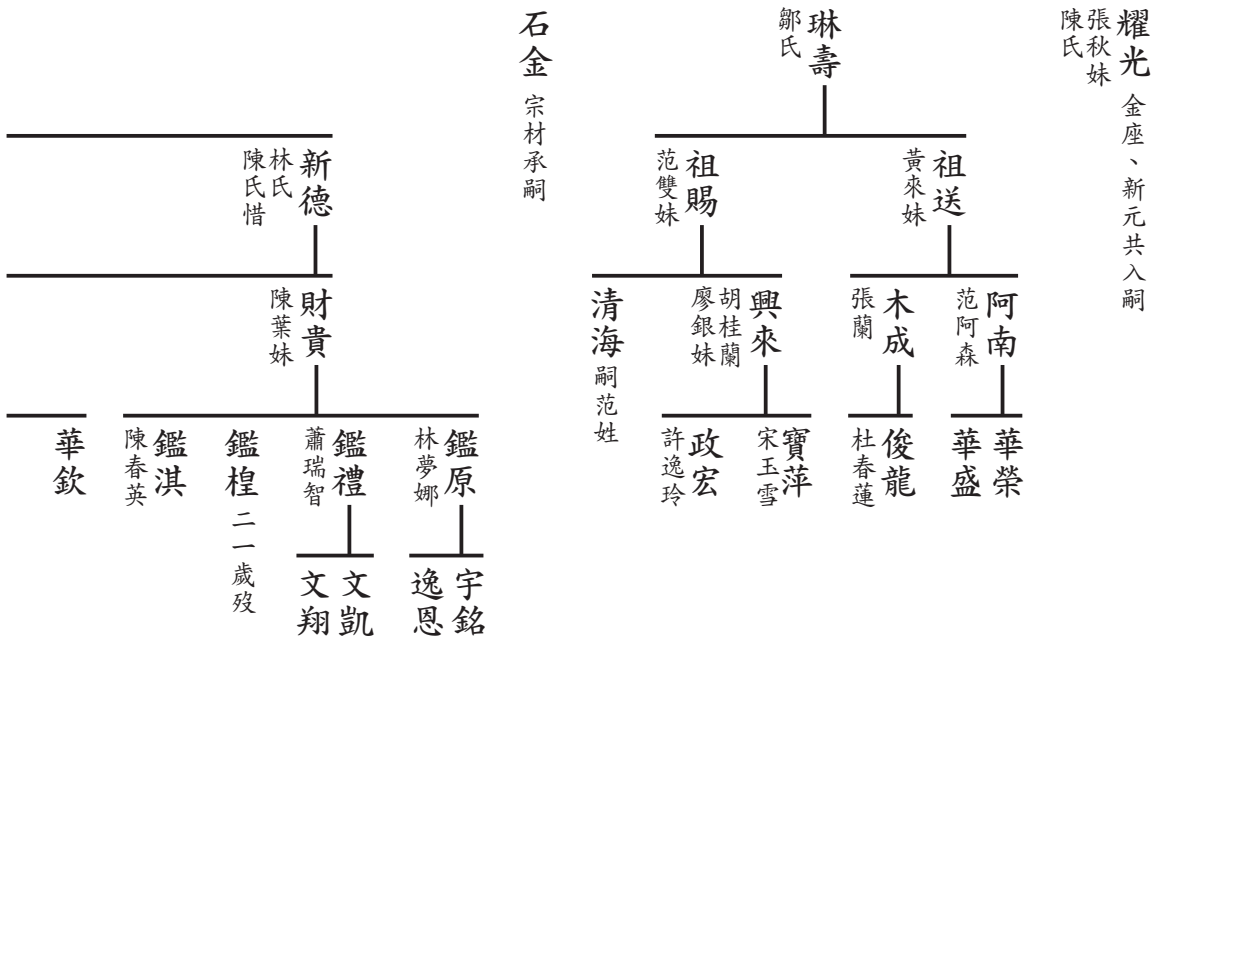 耀光
張秋妹
陳氏
金座、新元共入嗣
琳壽
鄒氏
石金
宗材承嗣
祖送
黃來妹
祖賜
范雙妹
新德
林氏
陳氏惜
阿南
范阿森
木成
張蘭
興來
胡桂蘭
廖銀妹
清海
嗣范姓
財貴
陳葉妹
華榮
華盛
俊龍
杜春蓮
寶萍
宋玉雪
政宏
許逸玲
鑑原
林夢娜
鑑禮
蕭瑞智
鑑楻
二一歲歿
鑑淇
陳春英
華欽
宇銘
逸恩
文凱
文翔